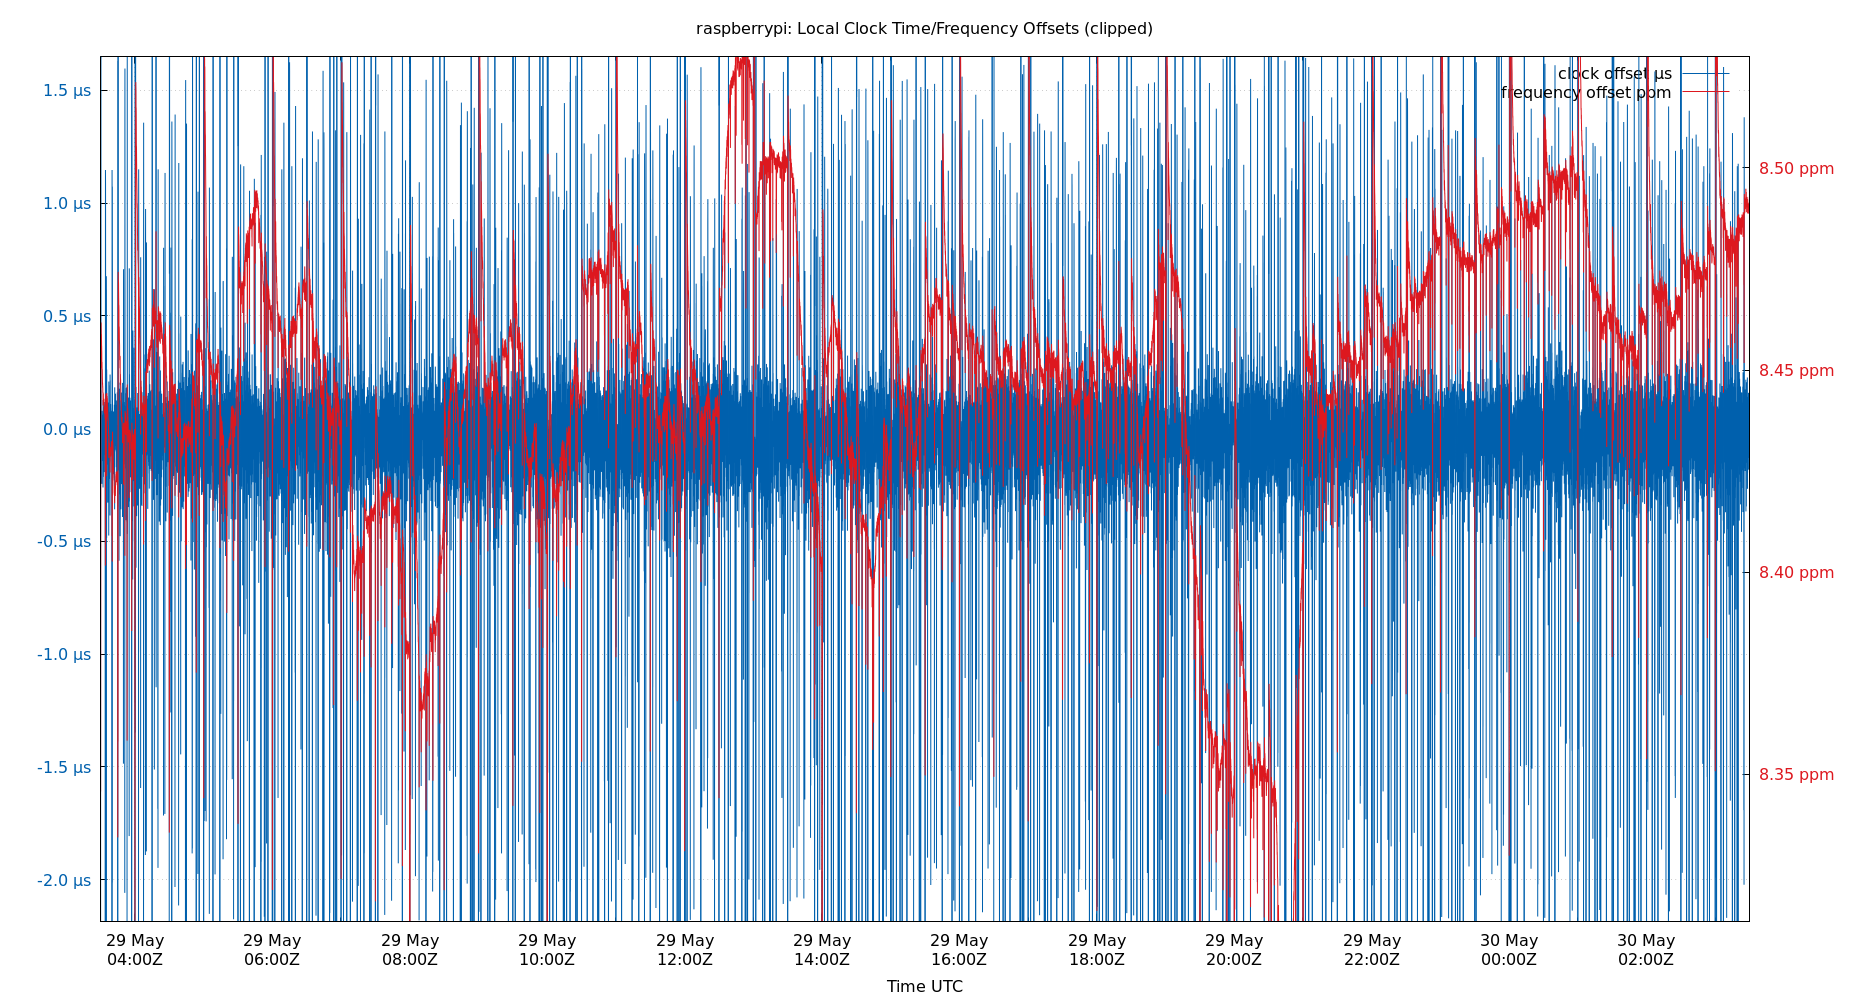 raspberrypi: Local Clock Time/Frequency Offsets (clipped)
clock offset µs
frequency offset ppm
1.5 µs
1.0 µs
0.5 µs
0.0 µs
-0.5 µs
-1.0 µs
-1.5 µs
-2.0 µs
8.50 ppm
8.45 ppm
8.40 ppm
8.35 ppm
29 May 29 May 29 May 29 May 29 May 29 May 29 May 29 May 29 May 29 May 30 May 30 May
04:00Z 06:00Z 08:00Z 10:00Z 12:00Z 14:00Z 16:00Z 18:00Z 20:00Z 22:00Z 00:00Z 02:00Z
Time UTC